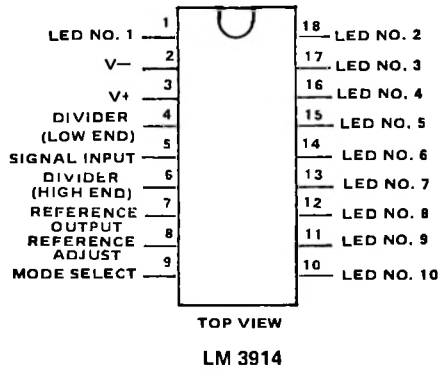 LED NO. 1 1
V— 2
V+ 3
DIVIDER 4
(LOW END)
SIGNAL INPUT 5
DIVIDER 6
(HIGH END)
REFERENCE 7
OUTPUT
REFERENCE 8
ADJUST
MODE SELECT 9
18 LED NO. 2
17 LED NO. 3
16 LED NO. 4
15 LED NO. 5
14 LED NO. 6
13 LED NO. 7
12 LED NO. 8
11 LED NO. 9
10 LED NO. 10
TOP VIEW
LM 3914